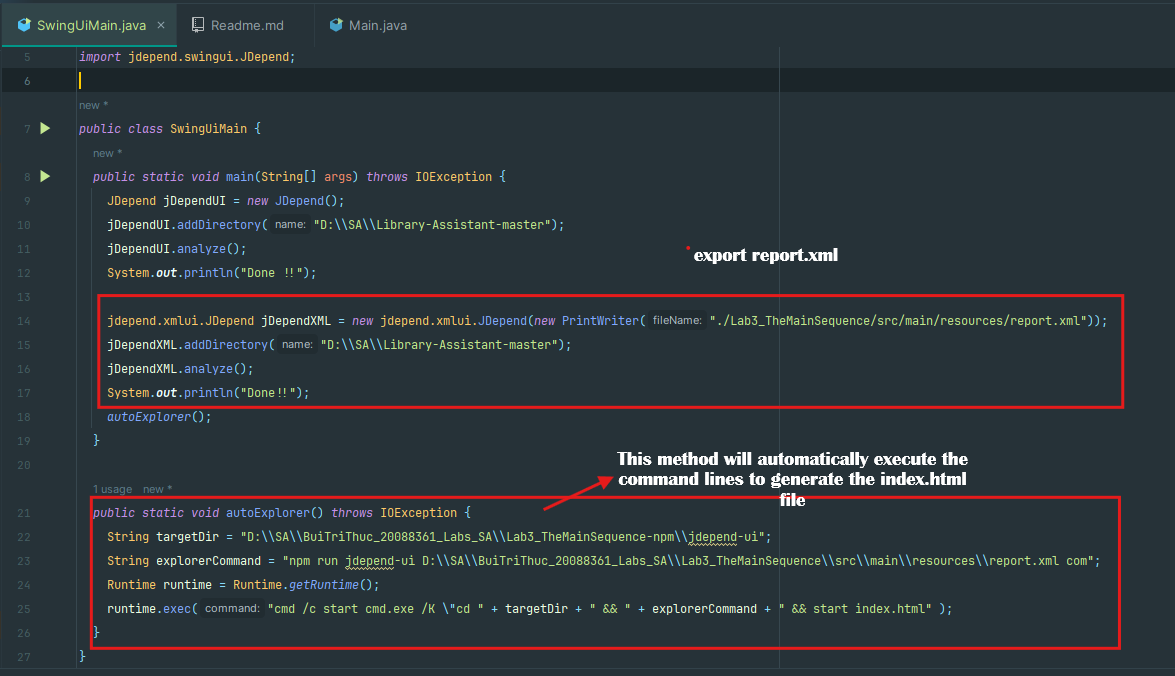 SwingUiMain.java ×
Readme.md
Main.java
5 import jdepend.swingui.JDepend;
6
new *
7 public class SwingUiMain {
new *
8 public static void main(String[] args) throws IOException {
9 JDepend jDependUI = new JDepend();
10 jDependUI.addDirectory( name: "D:\\SA\\Library-Assistant-master");
11 jDependUI.analyze();
12 System.out.println("Done !!");
export report.xml
13
14 jdepend.xmlui.JDepend jDependXML = new jdepend.xmlui.JDepend(new PrintWriter( fileName: "./Lab3_TheMainSequence/src/main/resources/report.xml"));
15 jDependXML.addDirectory( name: "D:\\SA\\Library-Assistant-master");
16 jDependXML.analyze();
17 System.out.println("Done!!");
18 autoExplorer();
19 }
20
This method will automatically execute the
command lines to generate the index.html
file
1 usage new *
21 public static void autoExplorer() throws IOException {
22 String targetDir = "D:\\SA\\BuiTriThuc_20088361_Labs_SA\\Lab3_TheMainSequence-npm\\jdepend-ui";
23 String explorerCommand = "npm run jdepend-ui D:\\SA\\BuiTriThuc_20088361_Labs_SA\\Lab3_TheMainSequence\\src\\main\\resources\\report.xml com";
24 Runtime runtime = Runtime.getRuntime();
25 runtime.exec( command: "cmd /c start cmd.exe /K \"cd " + targetDir + " && " + explorerCommand + " && start index.html" );
26 }
27 }